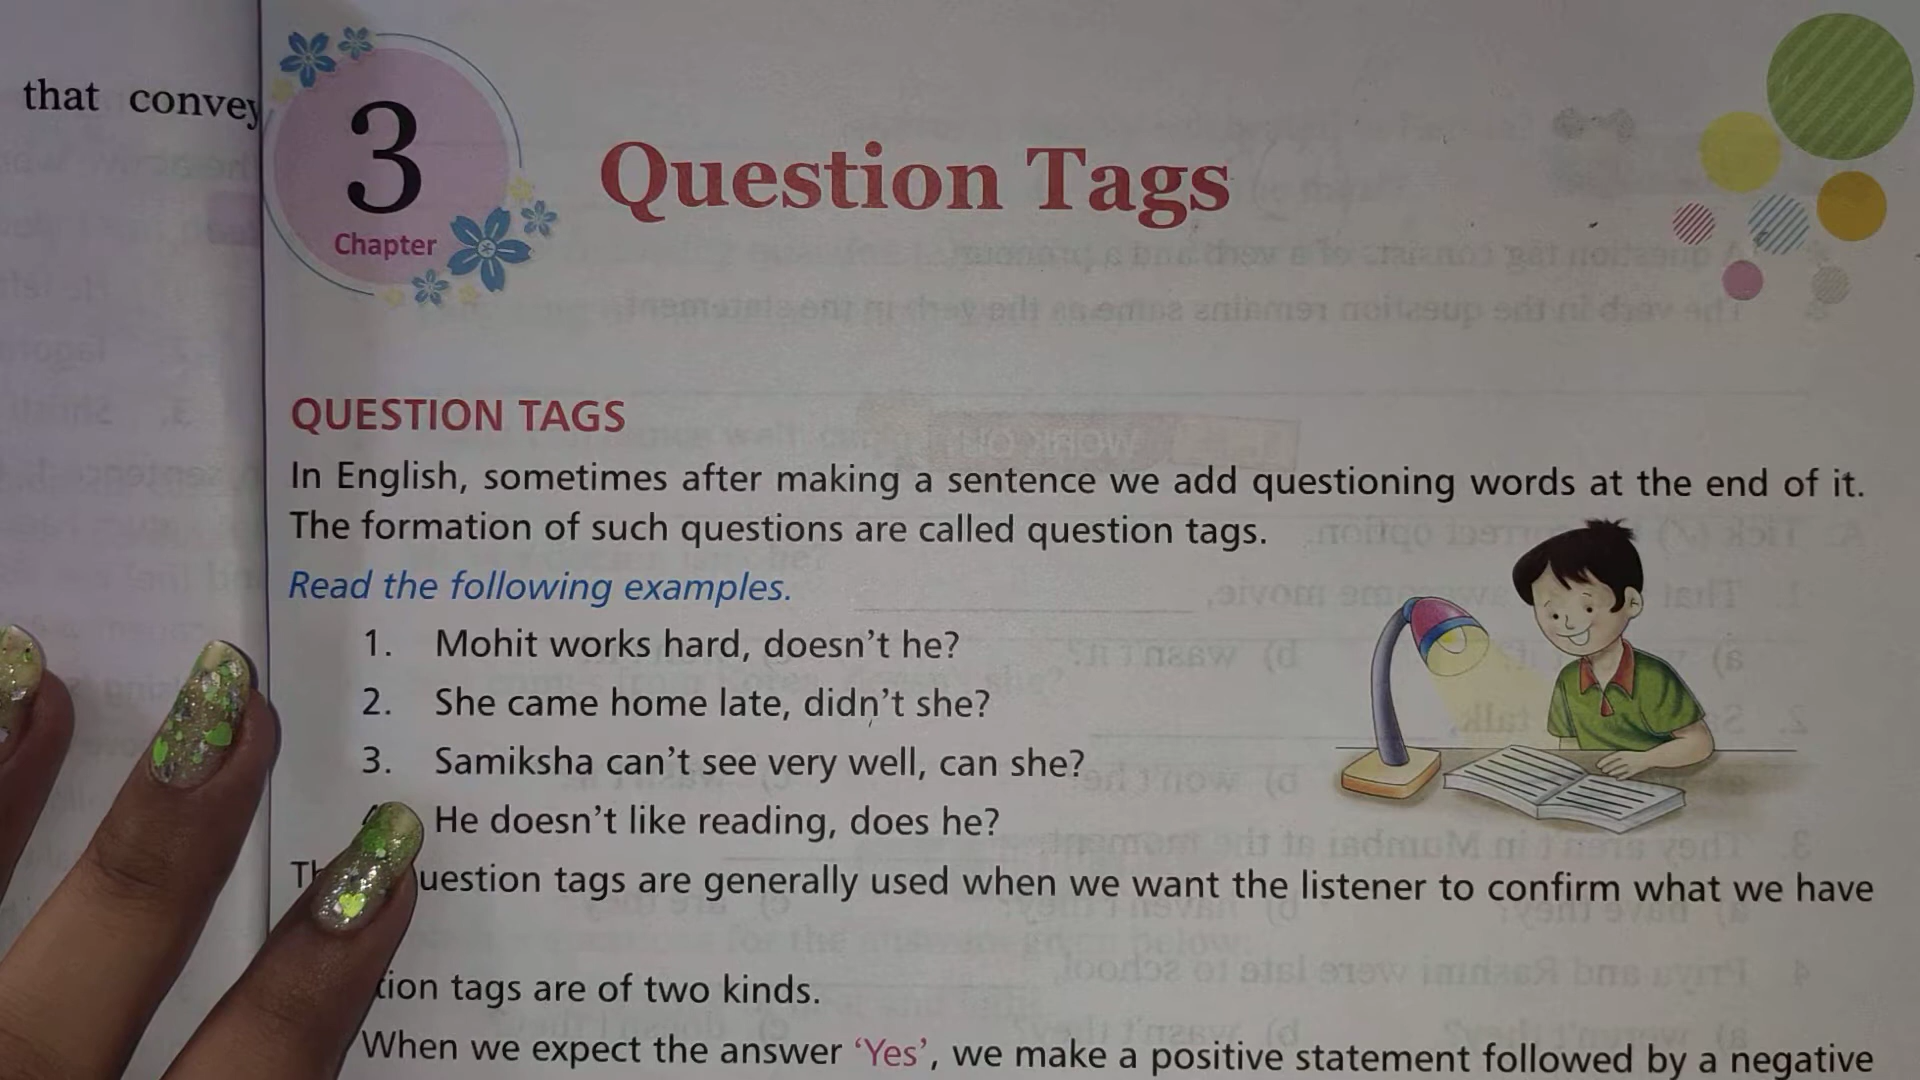 that convey
3
Chapter
Question Tags
QUESTION TAGS
In English, sometimes after making a sentence we add questioning words at the end of it.
The formation of such questions are called question tags.
Read the following examples.
1. Mohit works hard, doesn't he?
2. She came home late, didn't she?
3. Samiksha can't see very well, can she?
He doesn't like reading, does he?
tags are generally used when we want the listener to confirm what we have
tags are of two kinds.
When we expect the answer 'Yes', we make a positive statement followed by a negative